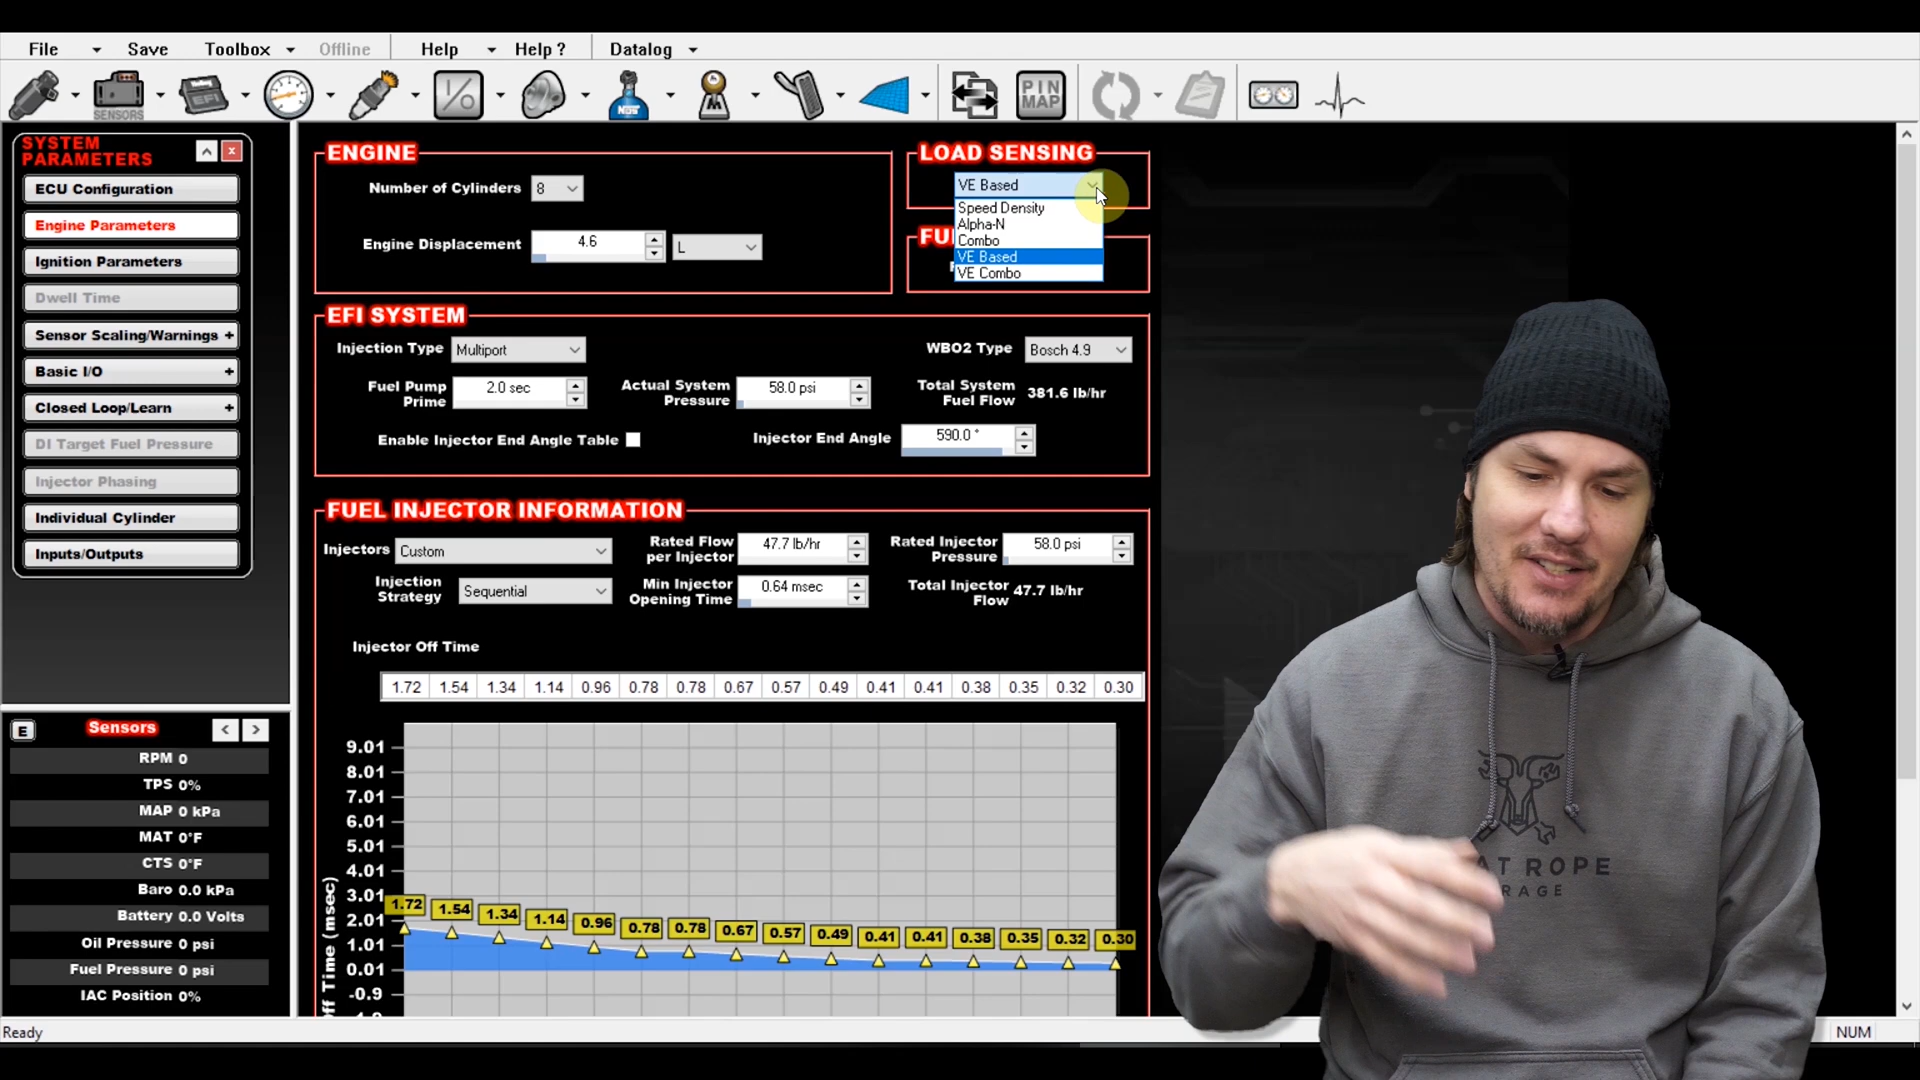 File Save Toolbox Offline Help Help ? Datalog
SENSORS EFI I/O NOS PIN MAP
SYSTEM PARAMETERS
ECU Configuration
Engine Parameters
Ignition Parameters
Dwell Time
Sensor Scaling/Warnings +
Basic I/O +
Closed Loop/Learn +
DI Target Fuel Pressure
Injector Phasing
Individual Cylinder
Inputs/Outputs
E Sensors < >
RPM 0
TPS 0%
MAP 0 kPa
MAT 0°F
CTS 0°F
Baro 0.0 kPa
Battery 0.0 Volts
Oil Pressure 0 psi
Fuel Pressure 0 psi
IAC Position 0%
ENGINE
Number of Cylinders 8
Engine Displacement 4.6 L
LOAD SENSING
VE Based
Speed Density
Alpha-N
Combo
VE Based
VE Combo
EFI SYSTEM
Injection Type Multiport
WBO2 Type Bosch 4.9
Fuel Pump Prime 2.0 sec
Actual System Pressure 58.0 psi
Total System Fuel Flow 381.6 lb/hr
Enable Injector End Angle Table
Injector End Angle 590.0 °
FUEL INJECTOR INFORMATION
Injectors Custom
Rated Flow per Injector 47.7 lb/hr
Rated Injector Pressure 58.0 psi
Injection Strategy Sequential
Min Injector Opening Time 0.64 msec
Total Injector Flow 47.7 lb/hr
Injector Off Time
1.72 1.54 1.34 1.14 0.96 0.78 0.78 0.67 0.57 0.49 0.41 0.41 0.38 0.35 0.32 0.30
9.01
8.01
7.01
6.01
5.01
4.01
3.01
2.01
1.01
0.01
-0.9
Off Time (msec)
1.72 1.54 1.34 1.14 0.96 0.78 0.78 0.67 0.57 0.49 0.41 0.41 0.38 0.35 0.32 0.30
ROPE
Ready
NUM